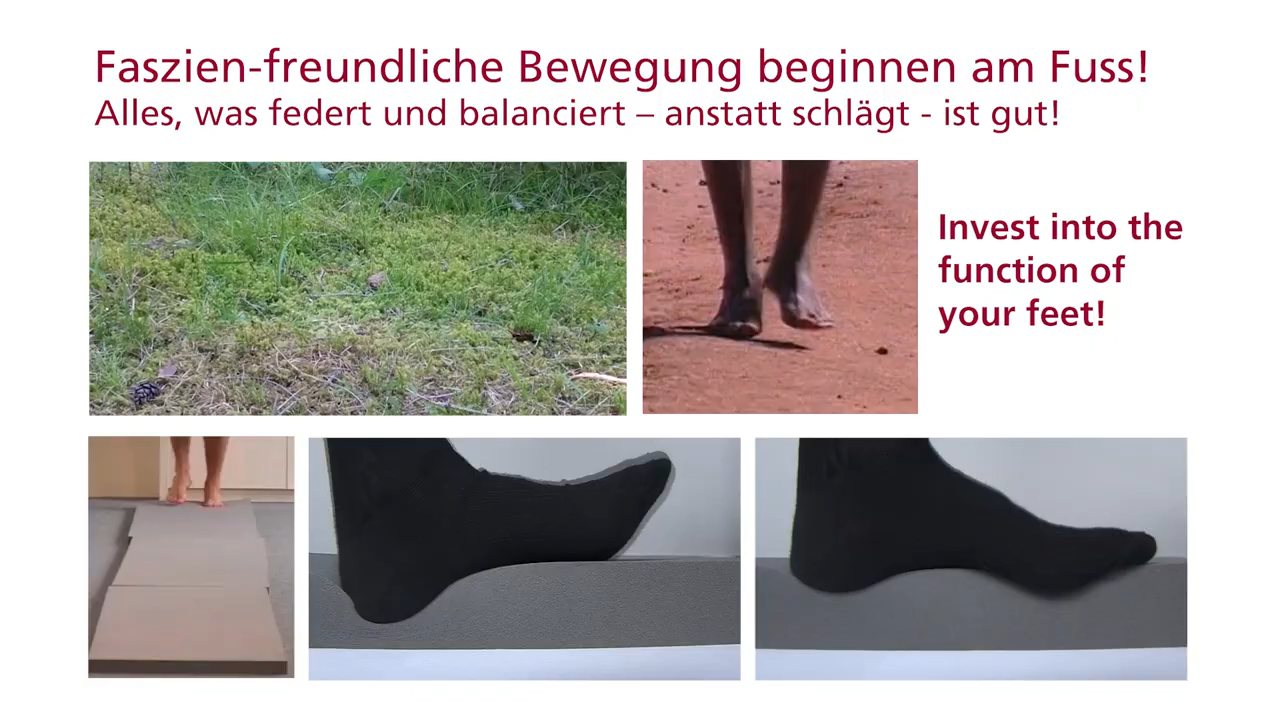 Faszien-freundliche Bewegung beginnen am Fuss!
Alles, was federt und balanciert – anstatt schlägt - ist gut!
Invest into the
function of
your feet!